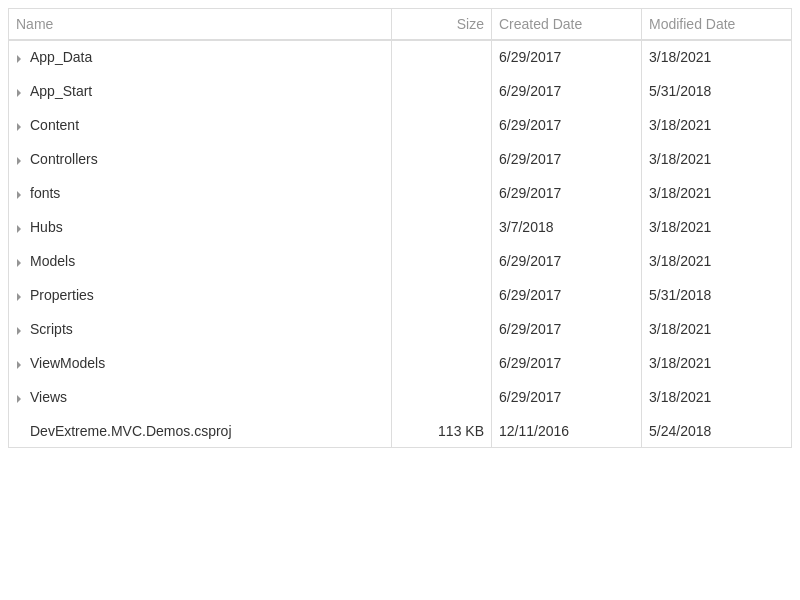 Name Size Created Date Modified Date
App_Data 6/29/2017 3/18/2021
App_Start 6/29/2017 5/31/2018
Content 6/29/2017 3/18/2021
Controllers 6/29/2017 3/18/2021
fonts 6/29/2017 3/18/2021
Hubs 3/7/2018 3/18/2021
Models 6/29/2017 3/18/2021
Properties 6/29/2017 5/31/2018
Scripts 6/29/2017 3/18/2021
ViewModels 6/29/2017 3/18/2021
Views 6/29/2017 3/18/2021
DevExtreme.MVC.Demos.csproj 113 KB 12/11/2016 5/24/2018